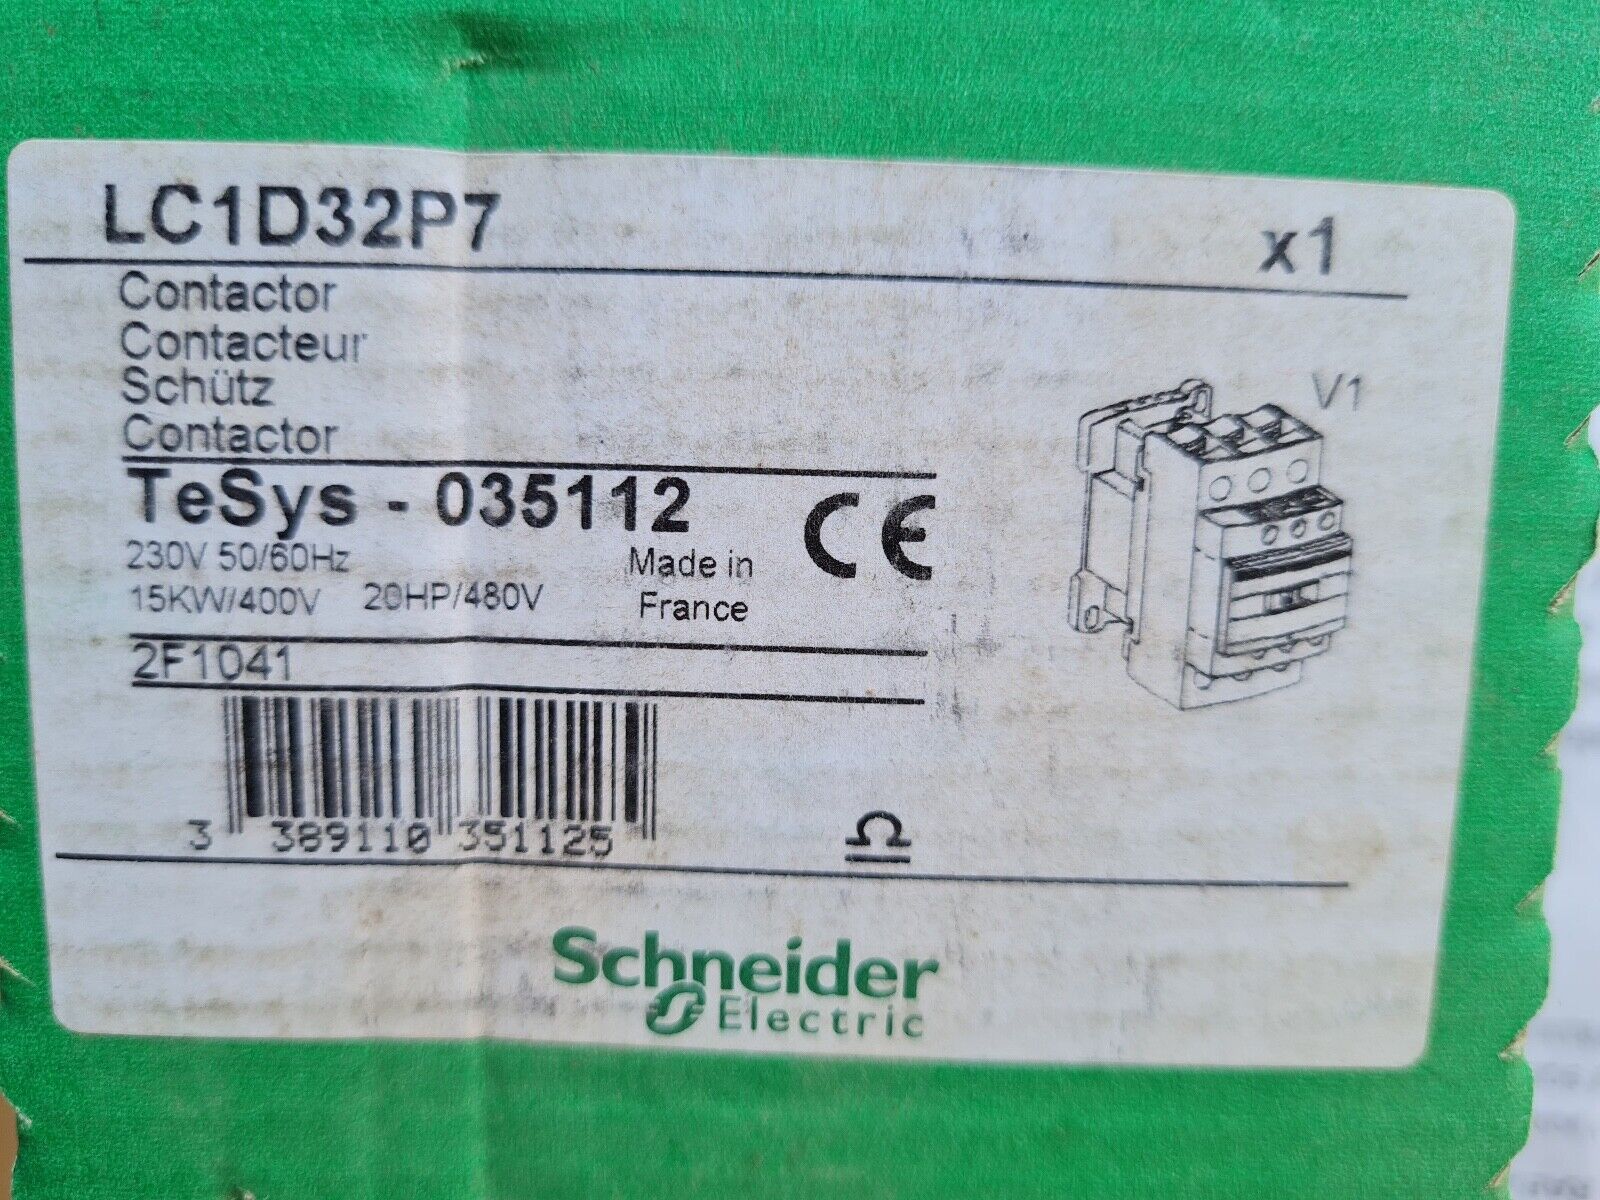 LC1D32P7 x1
Contactor
Contacteur
Schütz
Contactor
V1
TeSys - 035112
230V 50/60Hz
15KW/400V 20HP/480V
Made in
France
CE
2F1041
3 389110 351125
Schneider
Electric